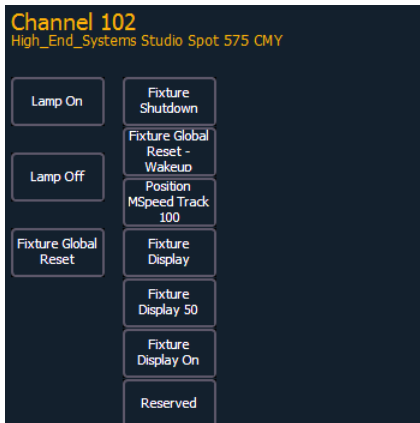 Channel 102
High_End_Systems Studio Spot 575 CMY
Lamp On
Lamp Off
Fixture Global
Reset
Fixture
Shutdown
Fixture Global
Reset -
Wakeup
Position
MSpeed Track
100
Fixture
Display
Fixture
Display 50
Fixture
Display On
Reserved